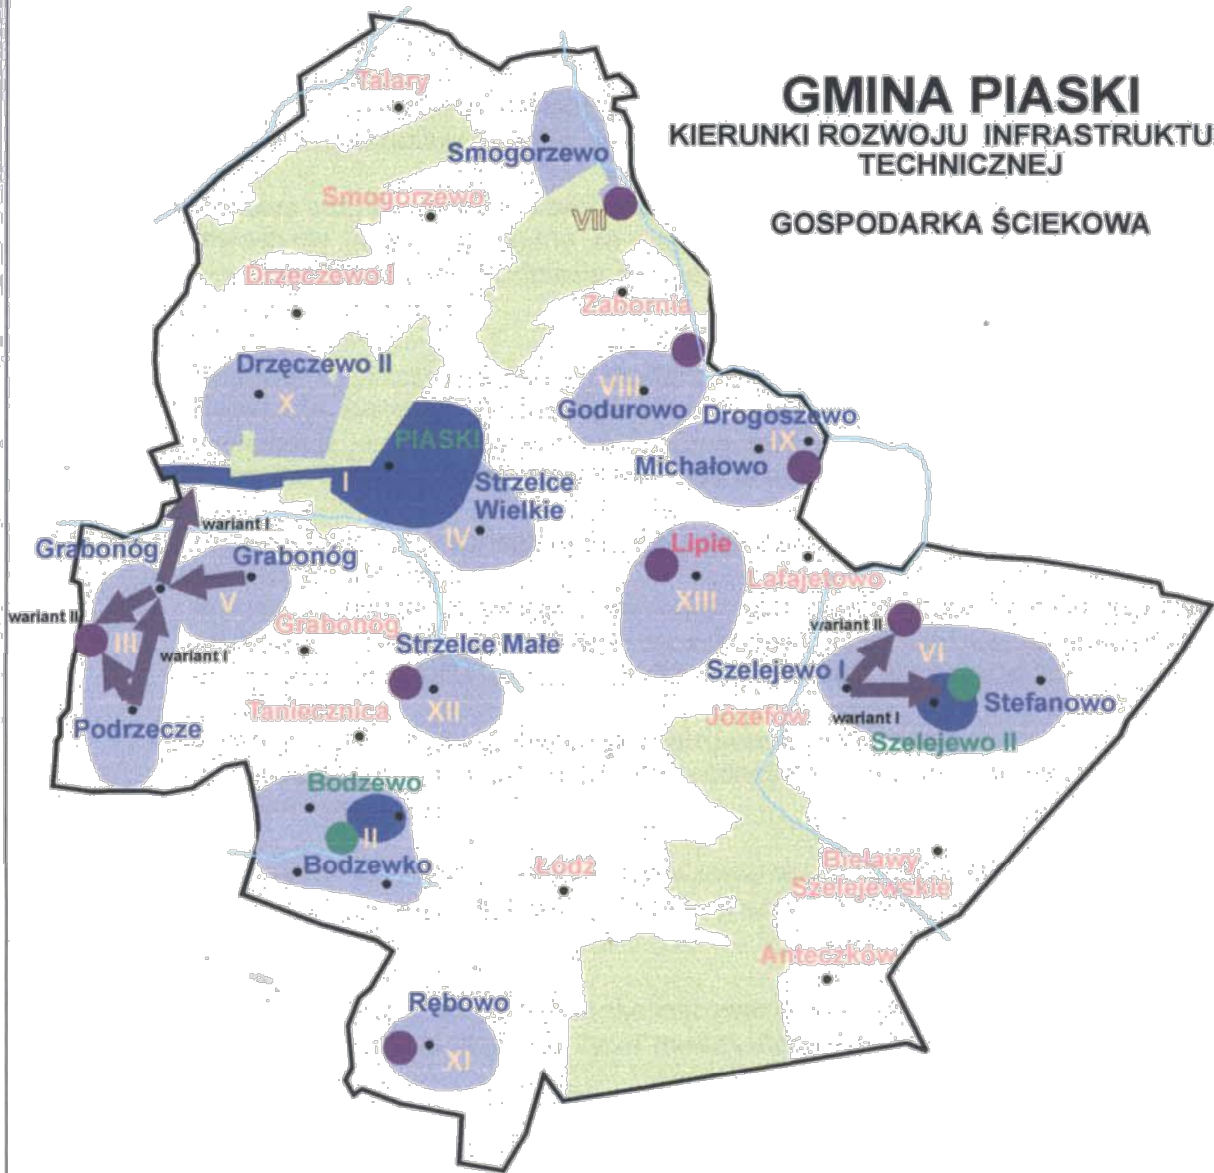 GMINA PIASKI
KIERUNKI ROZWOJU INFRASTRUKTU
TECHNICZNEJ
GOSPODARKA ŚCIEKOWA
Talary
Smogorzewo
Smogorzewo
VII
Drzęczewo I
Zabornia
Drzęczewo II
X
VIII
Godurowo
Drogoszewo
IX
PIASKI
Michałowo
I
Strzelce
Wielkie
wariant I
IV
Grabonóg
Grabonóg
Lipie
Lafajetowo
V
XIII
wariant II
Grabonóg
wariant II
III
Strzelce Małe
wariant I
VI
Szelejewo I
Stefanowo
Taniecznica
XII
Józefów
wariant I
Podrzecze
Szelejewo II
Bodzewo
II
Bodzewko
Łódź
Bielawy
Szelejewskie
Anteczków
Rębowo
XI